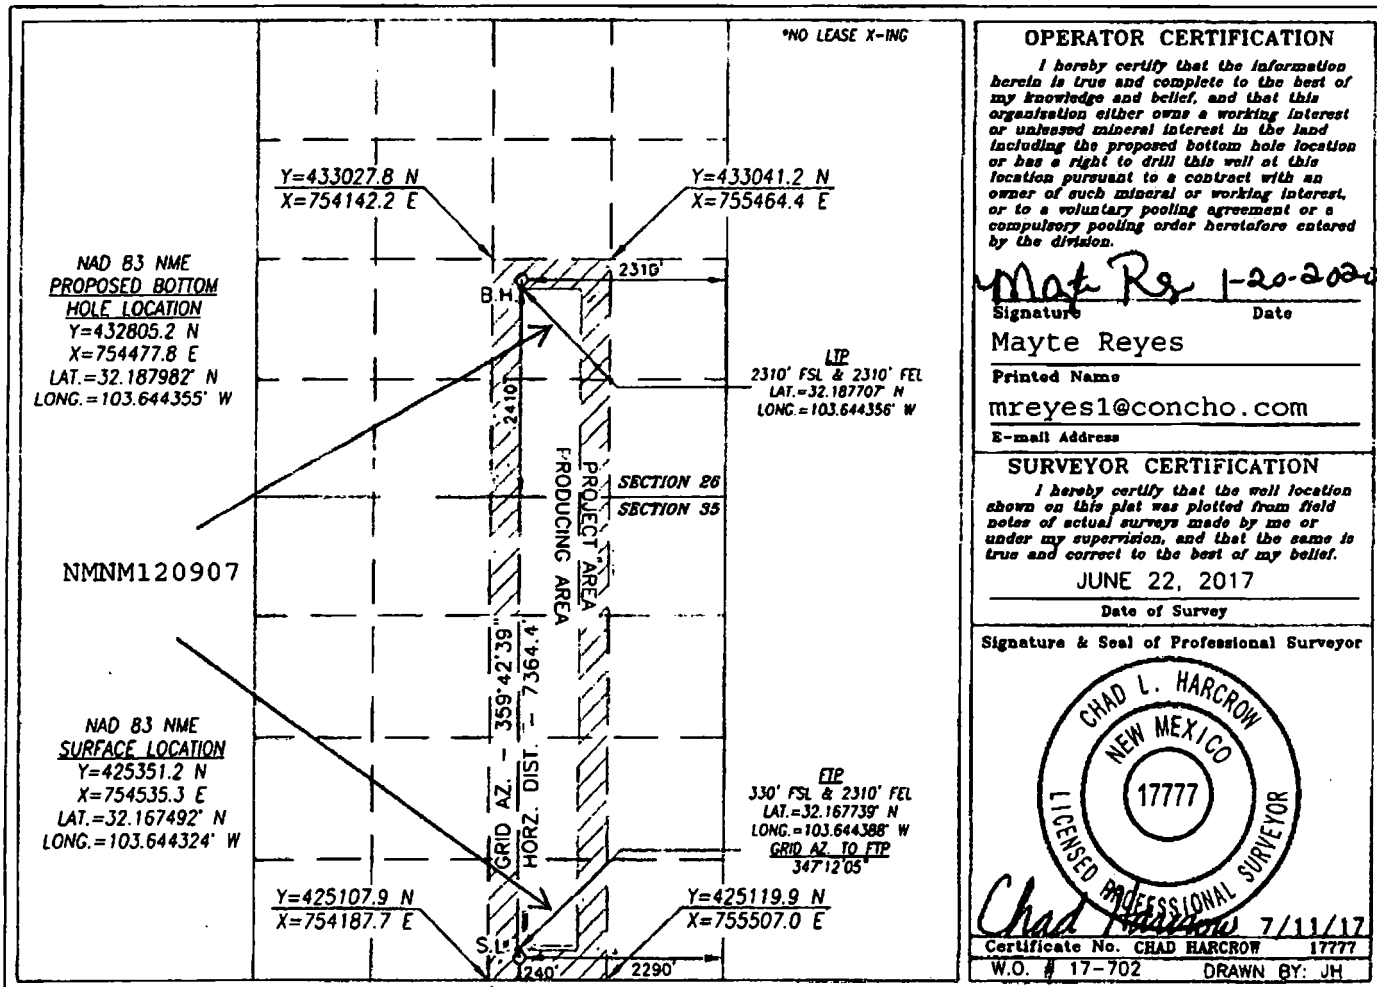 *NO LEASE X-ING
Y=433027.8 N
X=754142.2 E
Y=433041.2 N
X=755464.4 E
NAD 83 NME
PROPOSED BOTTOM
HOLE LOCATION
Y=432805.2 N
X=754477.8 E
LAT.=32.187982° N
LONG.=103.644355° W
B.H.
2310'
LTP
2310' FSL & 2310' FEL
LAT.=32.187707° N
LONG.=103.644356° W
2410'
SECTION 26
SECTION 35
PROJECT AREA
PRODUCING AREA
NMNM120907
GRID AZ. - 359°42'39"
HORZ. DIST. - 7364.4'
NAD 83 NME
SURFACE LOCATION
Y=425351.2 N
X=754535.3 E
LAT.=32.167492° N
LONG.=103.644324° W
FTP
330' FSL & 2310' FEL
LAT.=32.167739° N
LONG.=103.644388° W
GRID AZ. TO FTP
347°12'05"
Y=425107.9 N
X=754187.7 E
Y=425119.9 N
X=755507.0 E
S.L.
240'
2290'
OPERATOR CERTIFICATION
I hereby certify that the information
herein is true and complete to the best of
my knowledge and belief, and that this
organisation either owns a working interest
or unleased mineral interest in the land
including the proposed bottom hole location
or has a right to drill this well at this
location pursuant to a contract with an
owner of such mineral or working interest,
or to a voluntary pooling agreement or a
compulsory pooling order heretofore entered
by the division.
1-20-2020
Signature Date
Mayte Reyes
Printed Name
mreyes1@concho.com
E-mail Address
SURVEYOR CERTIFICATION
I hereby certify that the well location
shown on this plat was plotted from field
notes of actual surveys made by me or
under my supervision, and that the same is
true and correct to the best of my belief.
JUNE 22, 2017
Date of Survey
Signature & Seal of Professional Surveyor
CHAD L. HARCROW
NEW MEXICO
17777
LICENSED PROFESSIONAL SURVEYOR
Chad Harcrow 7/11/17
Certificate No. CHAD HARCROW 17777
W.O. # 17-702 DRAWN BY: JH